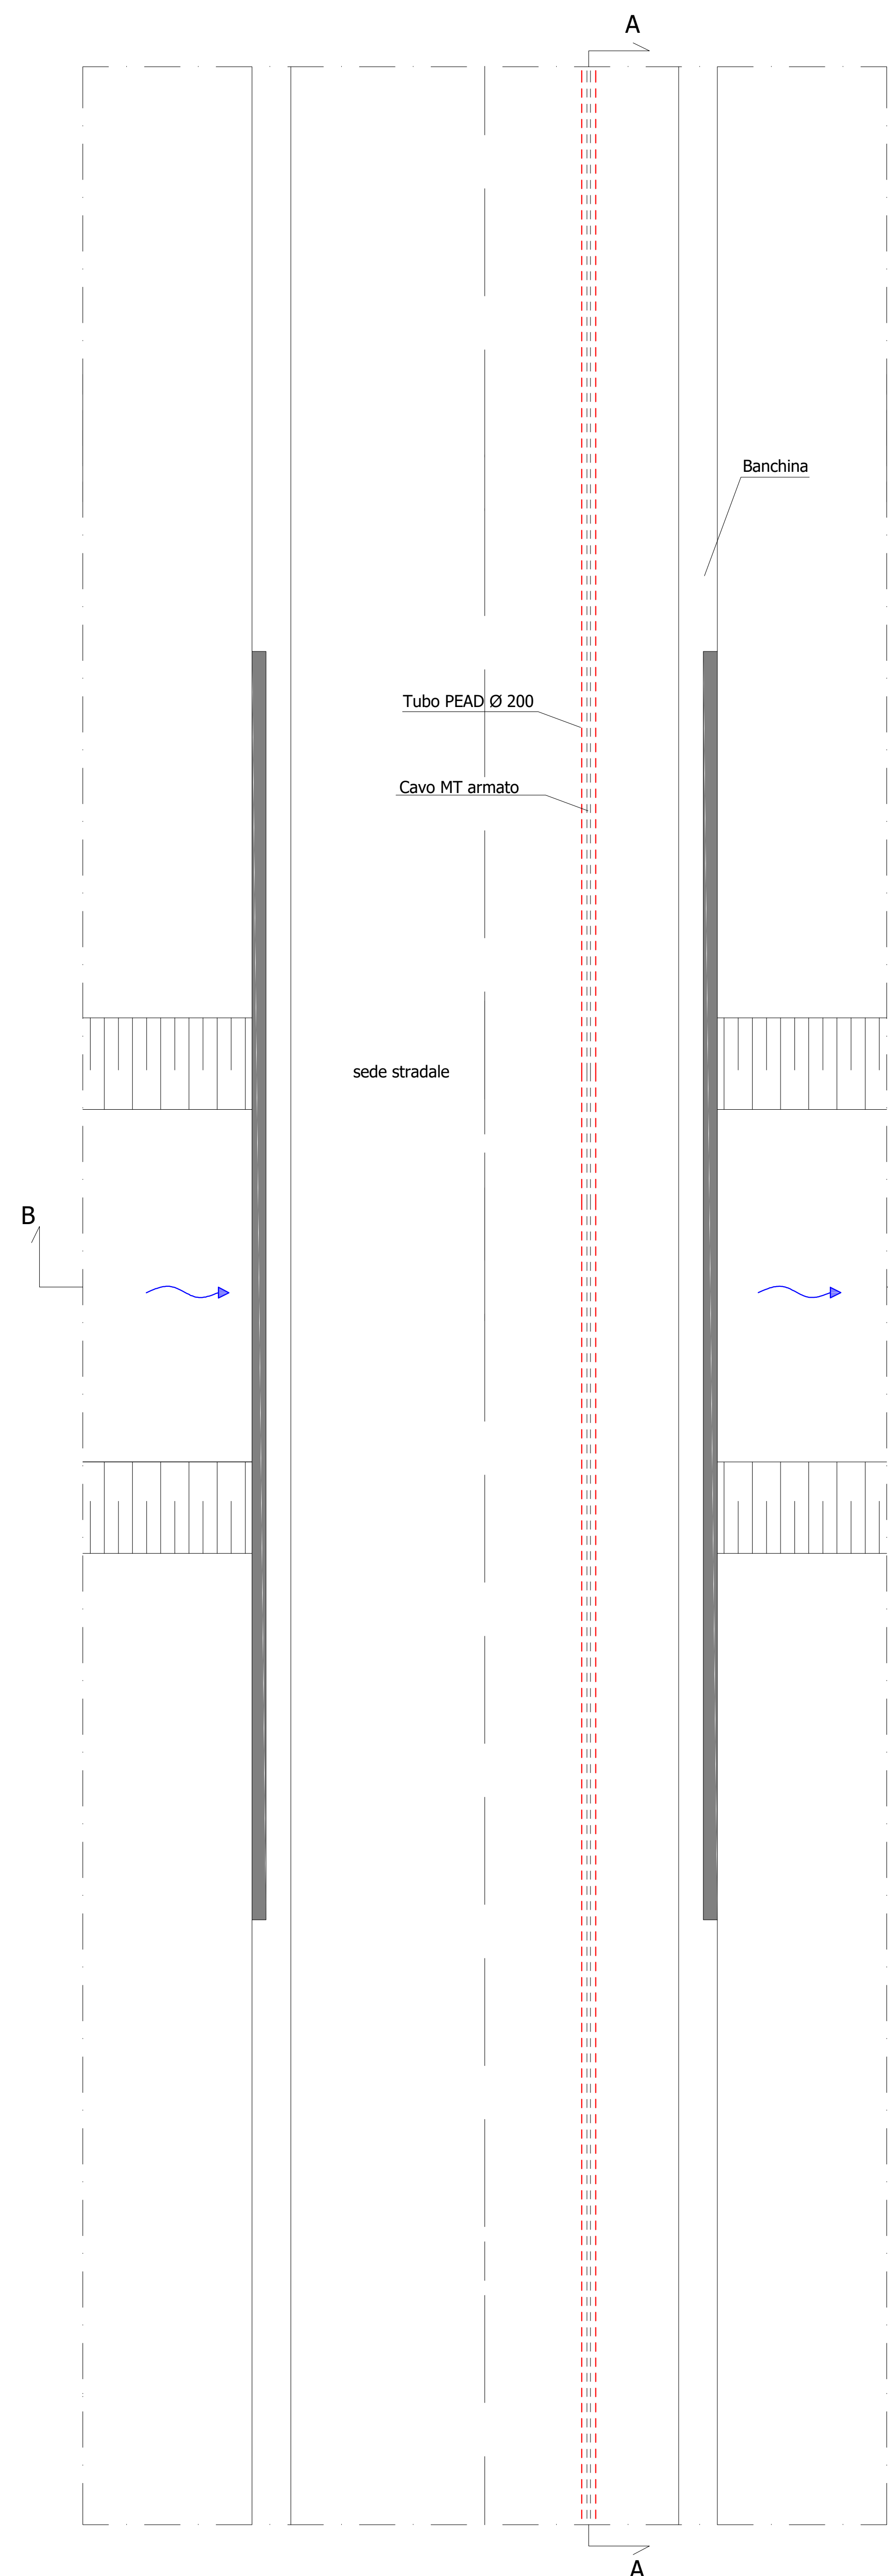 A
Banchina
Tubo PEAD Ø 200
Cavo MT armato
sede stradale
B
A